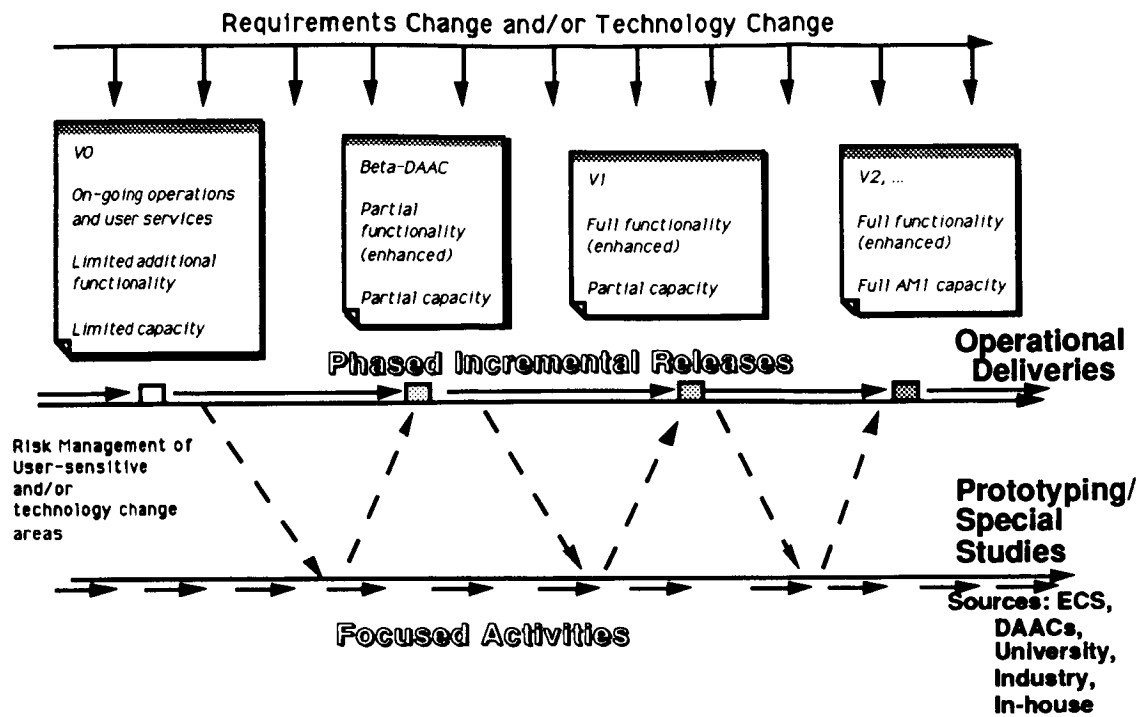 Requirements Change and/or Technology Change
V0
On-going operations
and user services
Limited additional
functionality
Limited capacity
Beta-DAAC
Partial
functionality
(enhanced)
Partial capacity
V1
Full functionality
(enhanced)
Partial capacity
V2, ...
Full functionality
(enhanced)
Full AM1 capacity
Phased Incremental Releases
Operational
Deliveries
Risk Management of
User-sensitive
and/or
technology change
areas
Prototyping/
Special
Studies
Sources: ECS,
DAACs,
University,
Industry,
In-house
Focused Activities